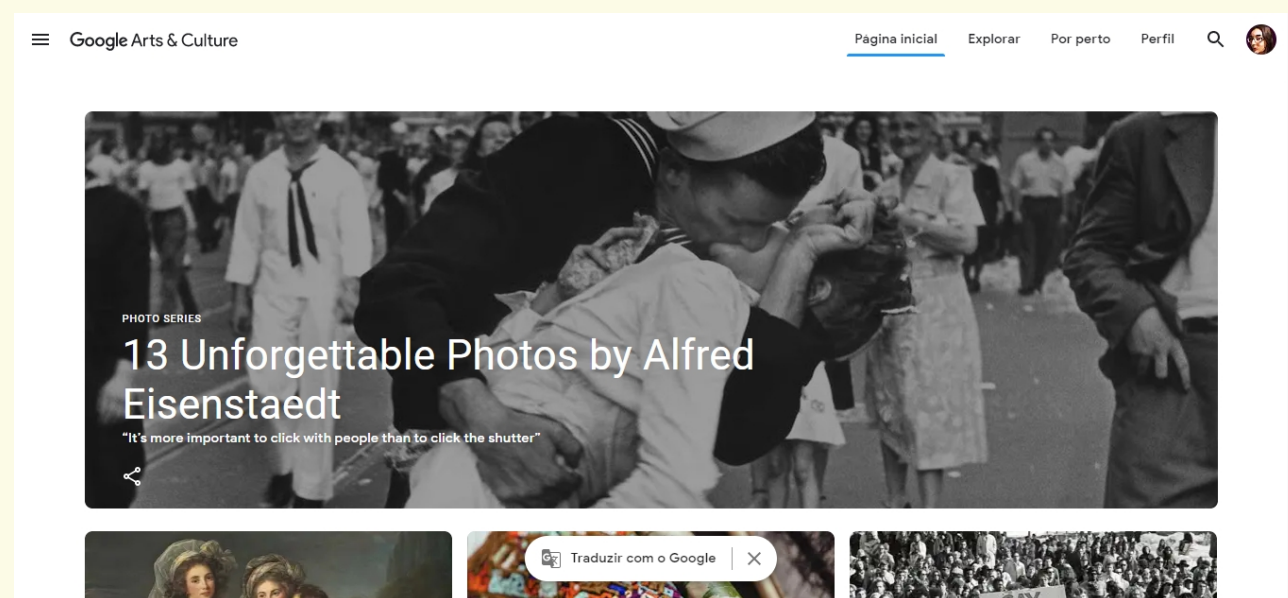 Google Arts & Culture
Página inicial
Explorar
Por perto
Perfil
PHOTO SERIES
13 Unforgettable Photos by Alfred
Eisenstaedt
“It's more important to click with people than to click the shutter”
Traduzir com o Google